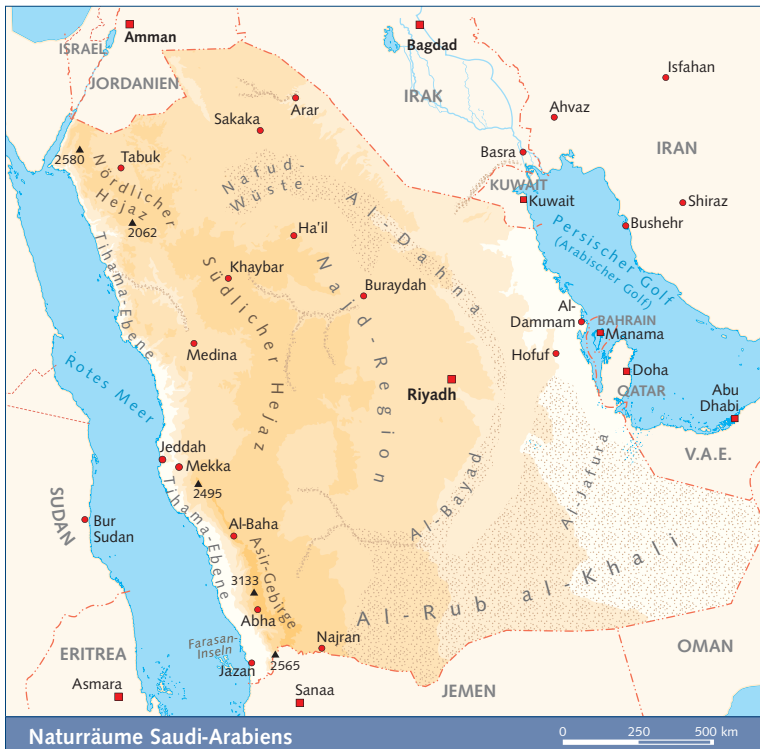 Amman
Bagdad
ISRAEL
JORDANIEN
IRAK
Isfahan
Arar
Sakaka
Ahvaz
2580
Tabuk
Basra
IRAN
Nördlicher
Hejaz
Nafud-
Wüste
KUWAIT
Kuwait
Shiraz
2062
Al-Dahna
Bushehr
Persischer Golf
(Arabischer Golf)
Ha'il
Tihama-Ebene
Khaybar
Südlicher Hejaz
Najd-Region
Buraydah
Al-
Dammam
BAHRAIN
Manama
Medina
Hofuf
Rotes Meer
Riyadh
Doha
QATAR
Abu
Dhabi
V.A.E.
Jeddah
Mekka
2495
Tihama-Ebene
SUDAN
Bur
Sudan
Al-Baha
Asir-Gebirge
Al-Bayad
Al-Jafura
3133
Abha
Al-Rub al-Khali
Farasan-
Inseln
Najran
2565
Jazan
ERITREA
OMAN
Asmara
Sanaa
JEMEN
Naturräume Saudi-Arabiens
0 250 500 km